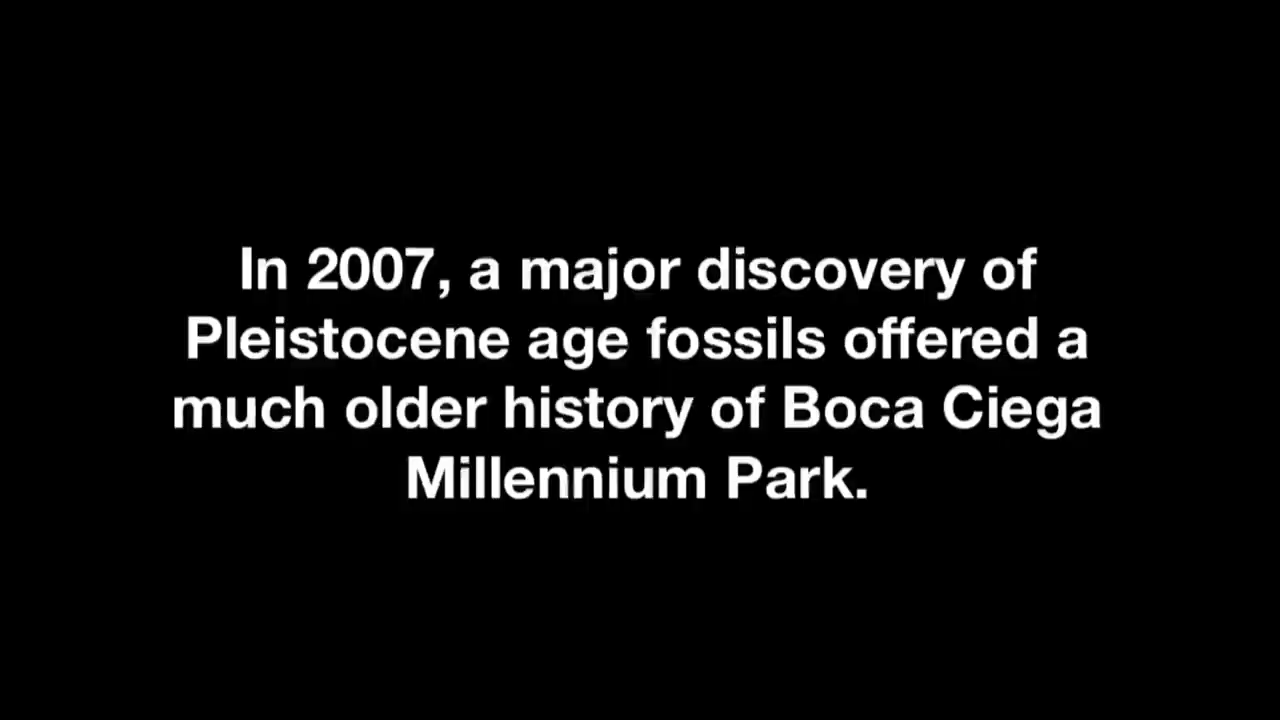 In 2007, a major discovery of
Pleistocene age fossils offered a
much older history of Boca Ciega
Millennium Park.